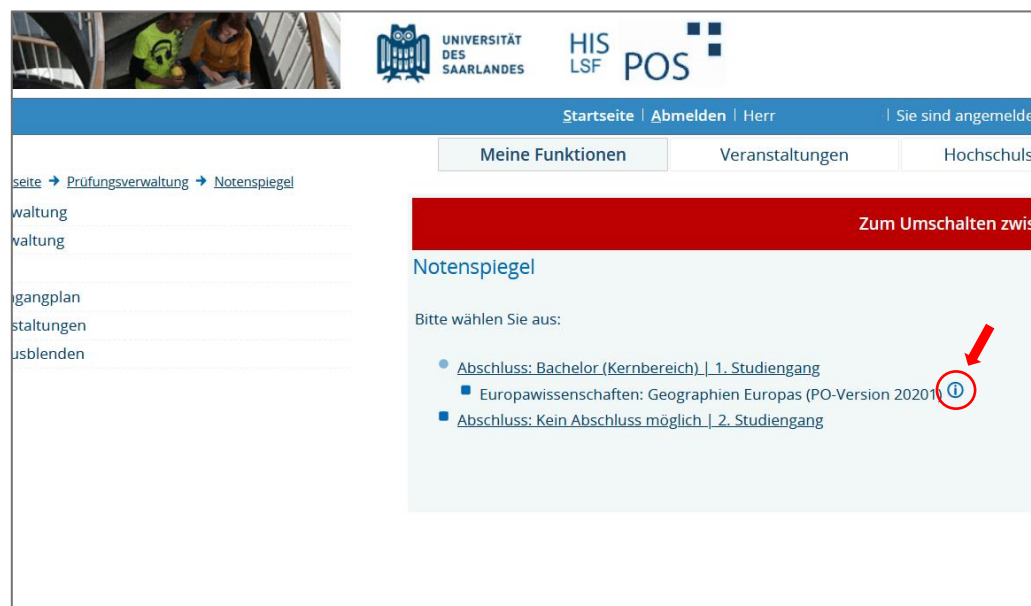 UNIVERSITÄT
DES
SAARLANDES
HIS
LSF POS
Startseite | Abmelden | Herr | Sie sind angemelde
Meine Funktionen Veranstaltungen Hochschuls
seite → Prüfungsverwaltung → Notenspiegel
waltung
waltung
gangplan
staltungen
usblenden
Zum Umschalten zwis
Notenspiegel
Bitte wählen Sie aus:
Abschluss: Bachelor (Kernbereich) | 1. Studiengang
Europawissenschaften: Geographien Europas (PO-Version 20201)
Abschluss: Kein Abschluss möglich | 2. Studiengang